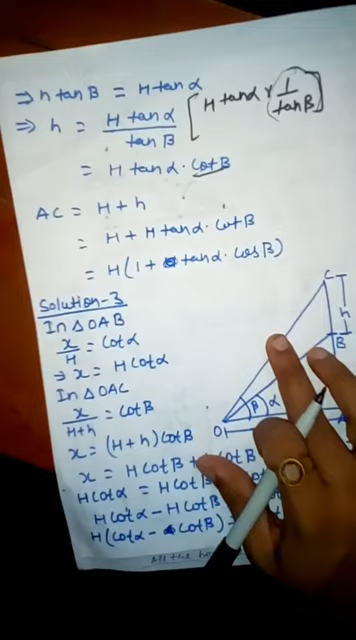 ⇒ h tan β = H tan α
⇒ h = H tan α / tan β [ H tan α × 1 / tan β ]
= H tan α · cot β
AC = H + h
= H + H tan α · cot β
= H (1 + tan α · cos β)
Solution-3
In △ OAB
x / H = cot α
⇒ x = H cot α
In △ OAC
x / H+h = cot β
x = (H + h) cot β
x = H cot β + cot β
H cot α = H cot β
H cot α - H cot β
H (cot α - cot β)
C
h
B
β α
O